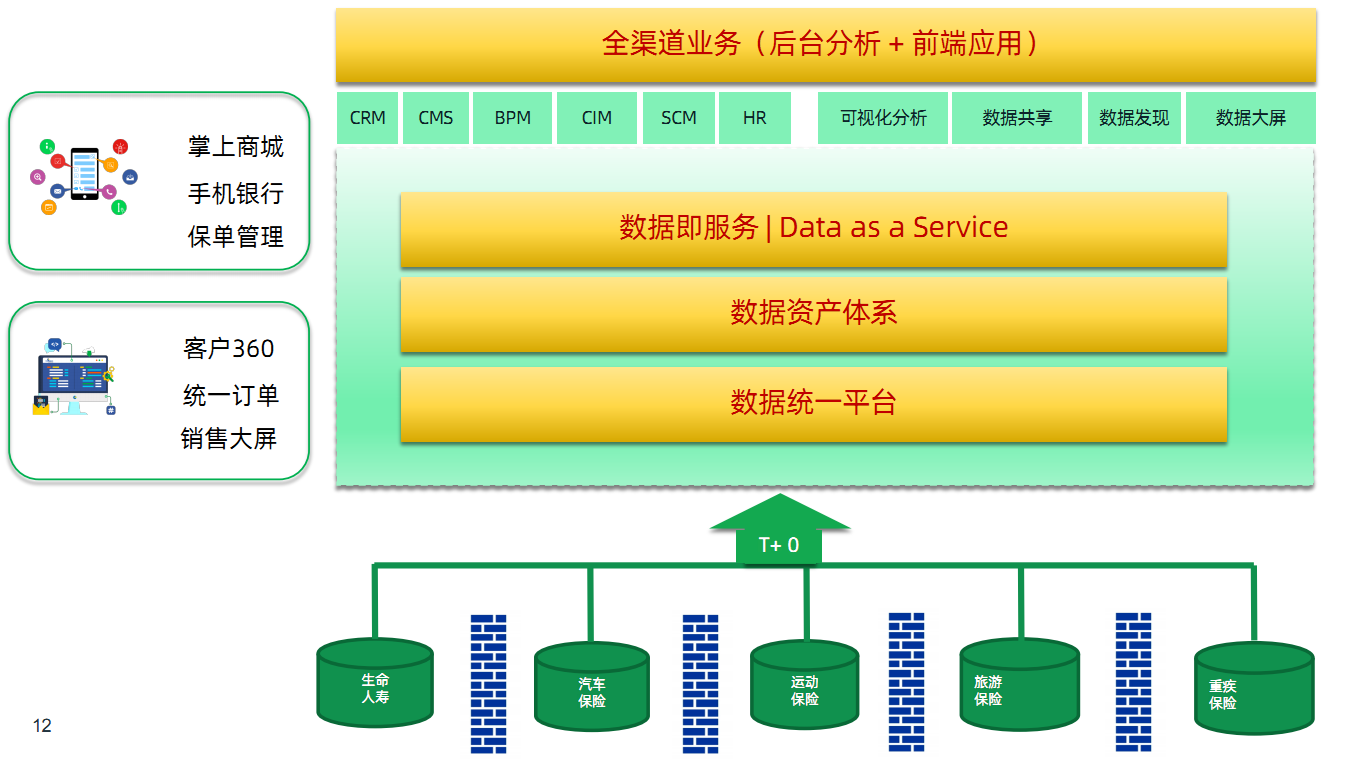 全渠道业务（后台分析 + 前端应用）
CRM
CMS
BPM
CIM
SCM
HR
可视化分析
数据共享
数据发现
数据大屏
掌上商城
手机银行
保单管理
数据即服务 | Data as a Service
数据资产体系
数据统一平台
客户360
统一订单
销售大屏
T+ 0
生命
人寿
汽车
保险
运动
保险
旅游
保险
重疾
保险
12